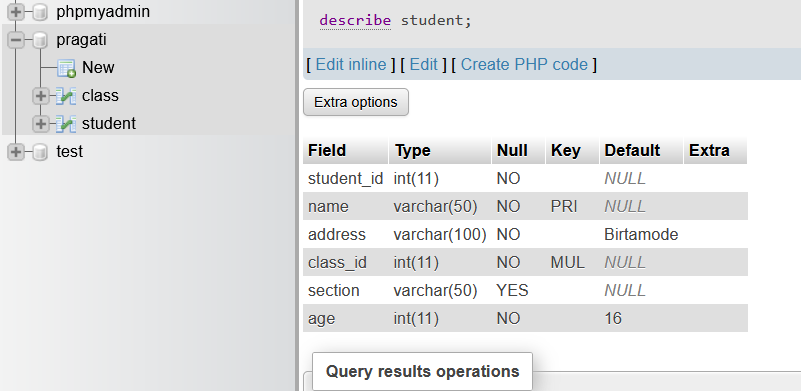 phpmyadmin
pragati
New
class
student
test
describe student;
[ Edit inline ] [ Edit ] [ Create PHP code ]
Extra options
Field Type Null Key Default Extra
student_id int(11) NO NULL
name varchar(50) NO PRI NULL
address varchar(100) NO Birtamode
class_id int(11) NO MUL NULL
section varchar(50) YES NULL
age int(11) NO 16
Query results operations